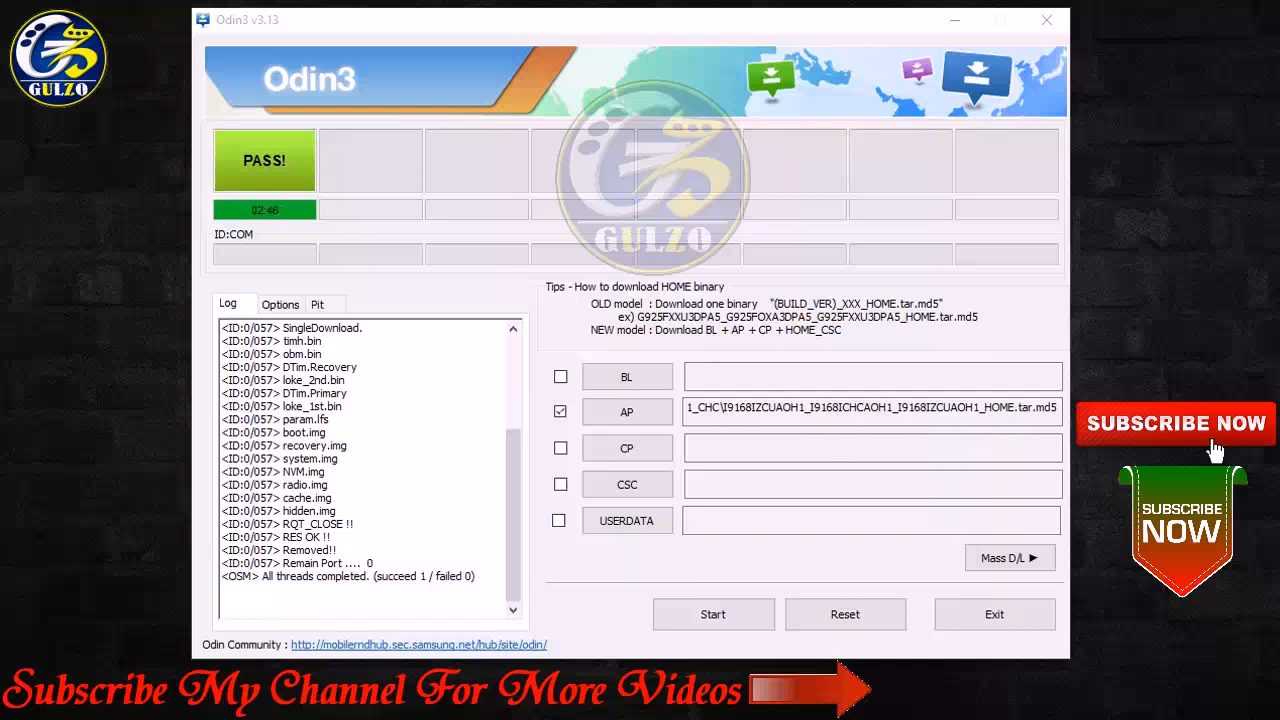 GULZO
Odin3 v3.13
Odin3
PASS!
02:46
ID:COM
GULZO
Log
Options
Pit
<ID:0/057> SingleDownload.
<ID:0/057> timh.bin
<ID:0/057> obm.bin
<ID:0/057> DTim.Recovery
<ID:0/057> loke_2nd.bin
<ID:0/057> DTim.Primary
<ID:0/057> loke_1st.bin
<ID:0/057> param.lfs
<ID:0/057> boot.img
<ID:0/057> recovery.img
<ID:0/057> system.img
<ID:0/057> NVM.img
<ID:0/057> radio.img
<ID:0/057> cache.img
<ID:0/057> hidden.img
<ID:0/057> RQT_CLOSE !!
<ID:0/057> RES OK !!
<ID:0/057> Removed!!
<ID:0/057> Remain Port .... 0
<OSM> All threads completed. (succeed 1 / failed 0)
Tips - How to download HOME binary
OLD model : Download one binary "(BUILD_VER)_XXX_HOME.tar.md5"
ex) G925FXXU3DPA5_G925FOXA3DPA5_G925FXXU3DPA5_HOME.tar.md5
NEW model : Download BL + AP + CP + HOME_CSC
BL
AP
1_CHC\I9168IZCUAOH1_I9168ICHCAOH1_I9168IZCUAOH1_HOME.tar.md5
CP
CSC
USERDATA
Mass D/L ►
Start
Reset
Exit
Odin Community : http://mobilerndhub.sec.samsung.net/hub/site/odin/
SUBSCRIBE NOW
SUBSCRIBE
NOW
Subscribe My Channel For More Videos